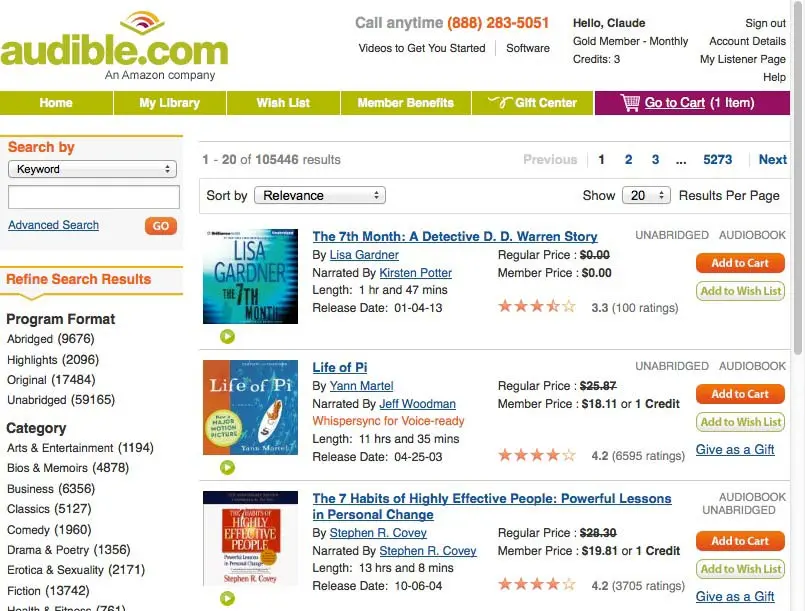 audible.com
An Amazon company
Call anytime (888) 283-5051
Videos to Get You Started
Software
Hello, Claude
Gold Member - Monthly
Credits: 3
Sign out
Account Details
My Listener Page
Help
Home
My Library
Wish List
Member Benefits
Gift Center
Go to Cart (1 Item)
Search by
Keyword
Advanced Search
GO
Refine Search Results
Program Format
Abridged (9676)
Highlights (2096)
Original (17484)
Unabridged (59165)
Category
Arts & Entertainment (1194)
Bios & Memoirs (4878)
Business (6356)
Classics (5127)
Comedy (1960)
Drama & Poetry (1356)
Erotica & Sexuality (2171)
Fiction (13742)
Health & Fitness (761)
1 - 20 of 105446 results
Previous 1 2 3 ... 5273 Next
Sort by Relevance
Show 20 Results Per Page
LISA
GARDNER
THE 7TH
MONTH
The 7th Month: A Detective D. D. Warren Story
By Lisa Gardner
Narrated By Kirsten Potter
Length: 1 hr and 47 mins
Release Date: 01-04-13
Regular Price : $0.00
Member Price : $0.00
3.3 (100 ratings)
UNABRIDGED AUDIOBOOK
Add to Cart
Add to Wish List
Life of Pi
Now a
MAJOR
MOTION
PICTURE
Yann Martel
Life of Pi
By Yann Martel
Narrated By Jeff Woodman
Whispersync for Voice-ready
Length: 11 hrs and 35 mins
Release Date: 04-25-03
Regular Price : $25.87
Member Price : $18.11 or 1 Credit
4.2 (6595 ratings)
UNABRIDGED AUDIOBOOK
Add to Cart
Add to Wish List
Give as a Gift
THE 7 HABITS OF
HIGHLY
EFFECTIVE
PEOPLE
Powerful Lessons
in Personal Change
Stephen R. Covey
The 7 Habits of Highly Effective People: Powerful Lessons
in Personal Change
By Stephen R. Covey
Narrated By Stephen R. Covey
Length: 13 hrs and 8 mins
Release Date: 10-06-04
Regular Price : $28.30
Member Price : $19.81 or 1 Credit
4.2 (3705 ratings)
AUDIOBOOK
UNABRIDGED
Add to Cart
Add to Wish List
Give as a Gift